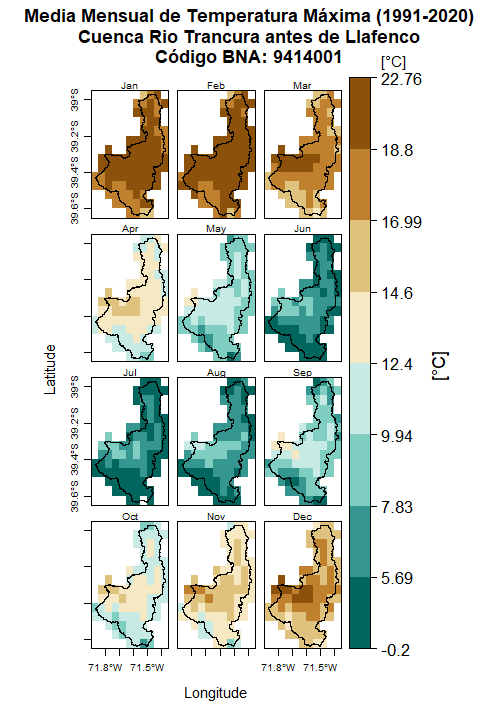 Media Mensual de Temperatura Máxima (1991-2020)
Cuenca Rio Trancura antes de Llafenco
Código BNA: 9414001
[°C]
Jan Feb Mar
39°S
39.2°S
39.4°S
39.6°S
Apr May Jun
Jul Aug Sep
39°S
39.2°S
39.4°S
39.6°S
Oct Nov Dec
71.8°W 71.5°W 71.8°W 71.5°W
Latitude
Longitude
22.76
18.8
16.99
14.6
12.4
9.94
7.83
5.69
-0.2
[°C]